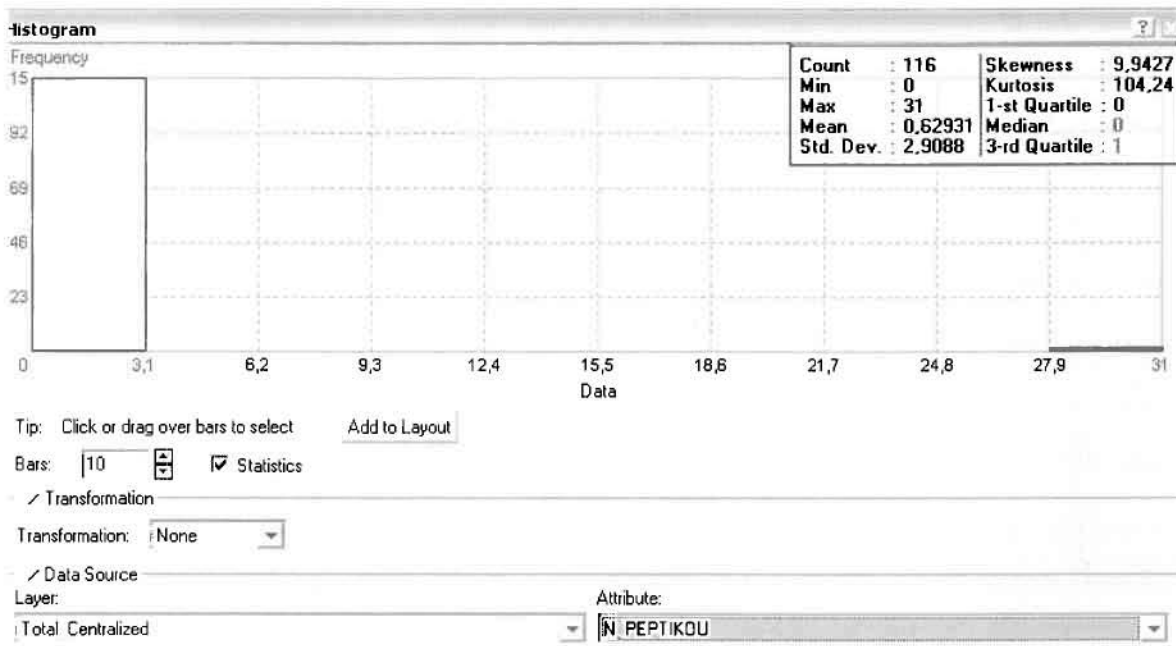 Histogram
Frequency
Count : 116 Skewness : 9,9427
Min : 0 Kurtosis : 104,24
Max : 31 1-st Quartile : 0
Mean : 0,62931 Median : 0
Std. Dev. : 2,9088 3-rd Quartile : 1
15
92
69
46
23
0 3,1 6,2 9,3 12,4 15,5 18,6 21,7 24,8 27,9 31
Data
Tip: Click or drag over bars to select Add to Layout
Bars: 10 Statistics
Transformation
Transformation: None
Data Source
Layer: Attribute:
Total Centralized N PEPTIKOU